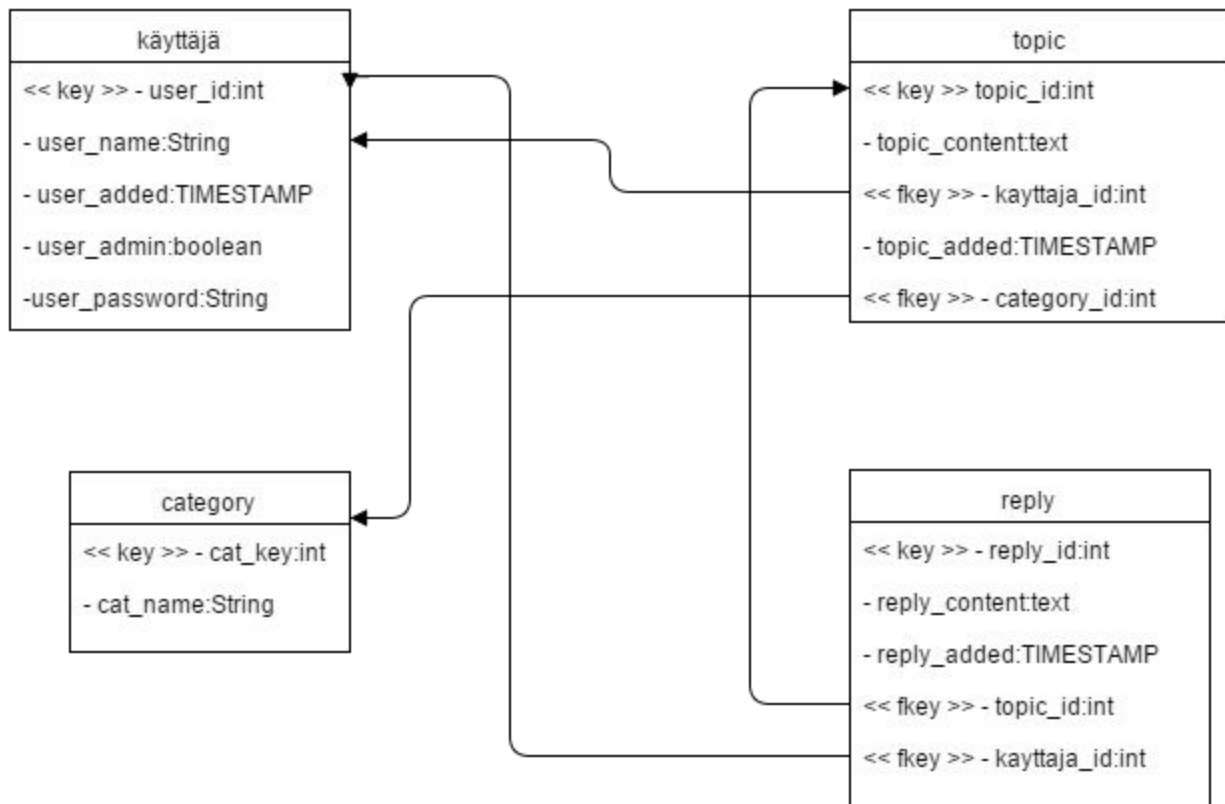 käyttäjä
<< key >> - user_id:int
- user_name:String
- user_added:TIMESTAMP
- user_admin:boolean
-user_password:String
topic
<< key >> topic_id:int
- topic_content:text
<< fkey >> - kayttaja_id:int
- topic_added:TIMESTAMP
<< fkey >> - category_id:int
category
<< key >> - cat_key:int
- cat_name:String
reply
<< key >> - reply_id:int
- reply_content:text
- reply_added:TIMESTAMP
<< fkey >> - topic_id:int
<< fkey >> - kayttaja_id:int